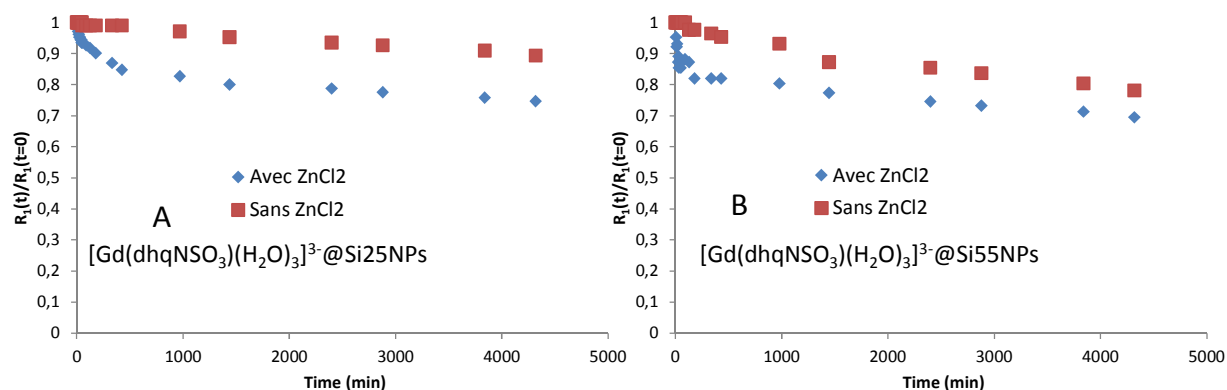 1
0,9
0,8
0,7
0,6
0,5
0,4
0,3
0,2
0,1
0
R₁(t)/R₁(t=0)
0 1000 2000 3000 4000 5000
Time (min)
Avec ZnCl2
Sans ZnCl2
A
[Gd(dhqNSO₃)(H₂O)₃]³⁻@Si25NPs
1
0,9
0,8
0,7
0,6
0,5
0,4
0,3
0,2
0,1
0
R₁(t)/R₁(t=0)
0 1000 2000 3000 4000 5000
Time (min)
Avec ZnCl2
Sans ZnCl2
B
[Gd(dhqNSO₃)(H₂O)₃]³⁻@Si55NPs